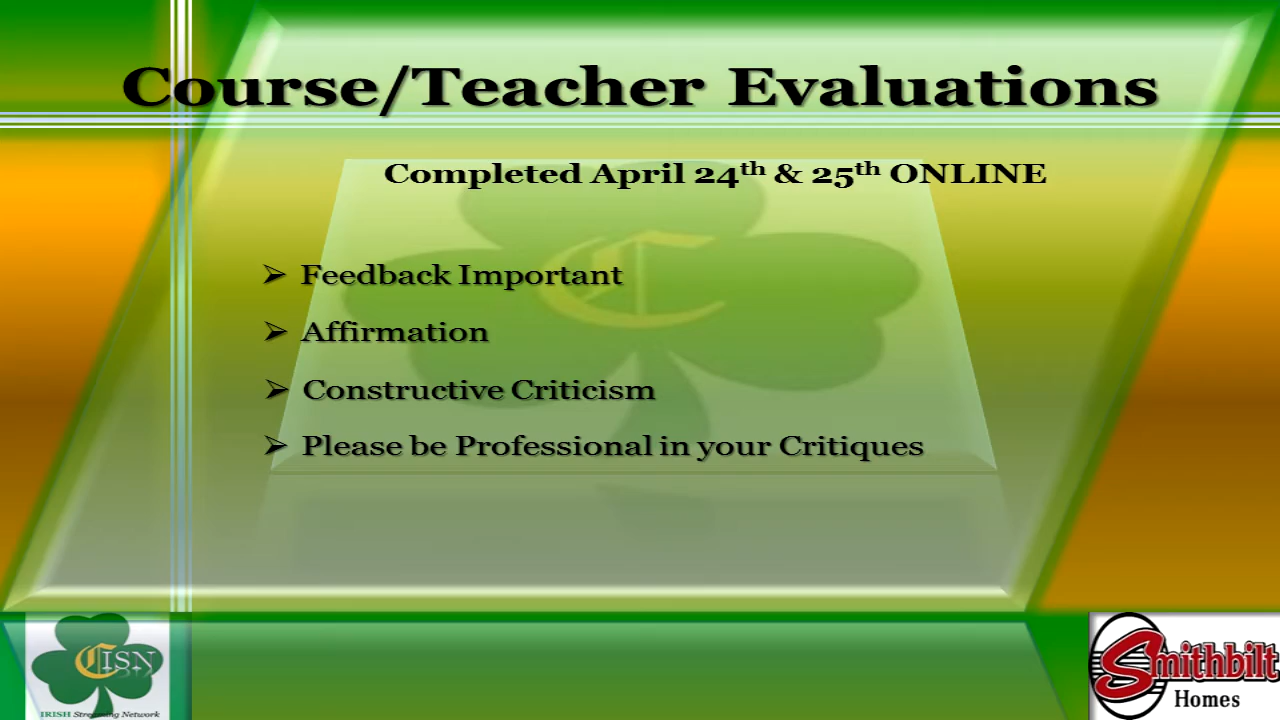 Course/Teacher Evaluations
Completed April 24th & 25th ONLINE
➢ Feedback Important
➢ Affirmation
➢ Constructive Criticism
➢ Please be Professional in your Critiques
C
CISN
IRISH Streaming Network
Smithbilt
Homes